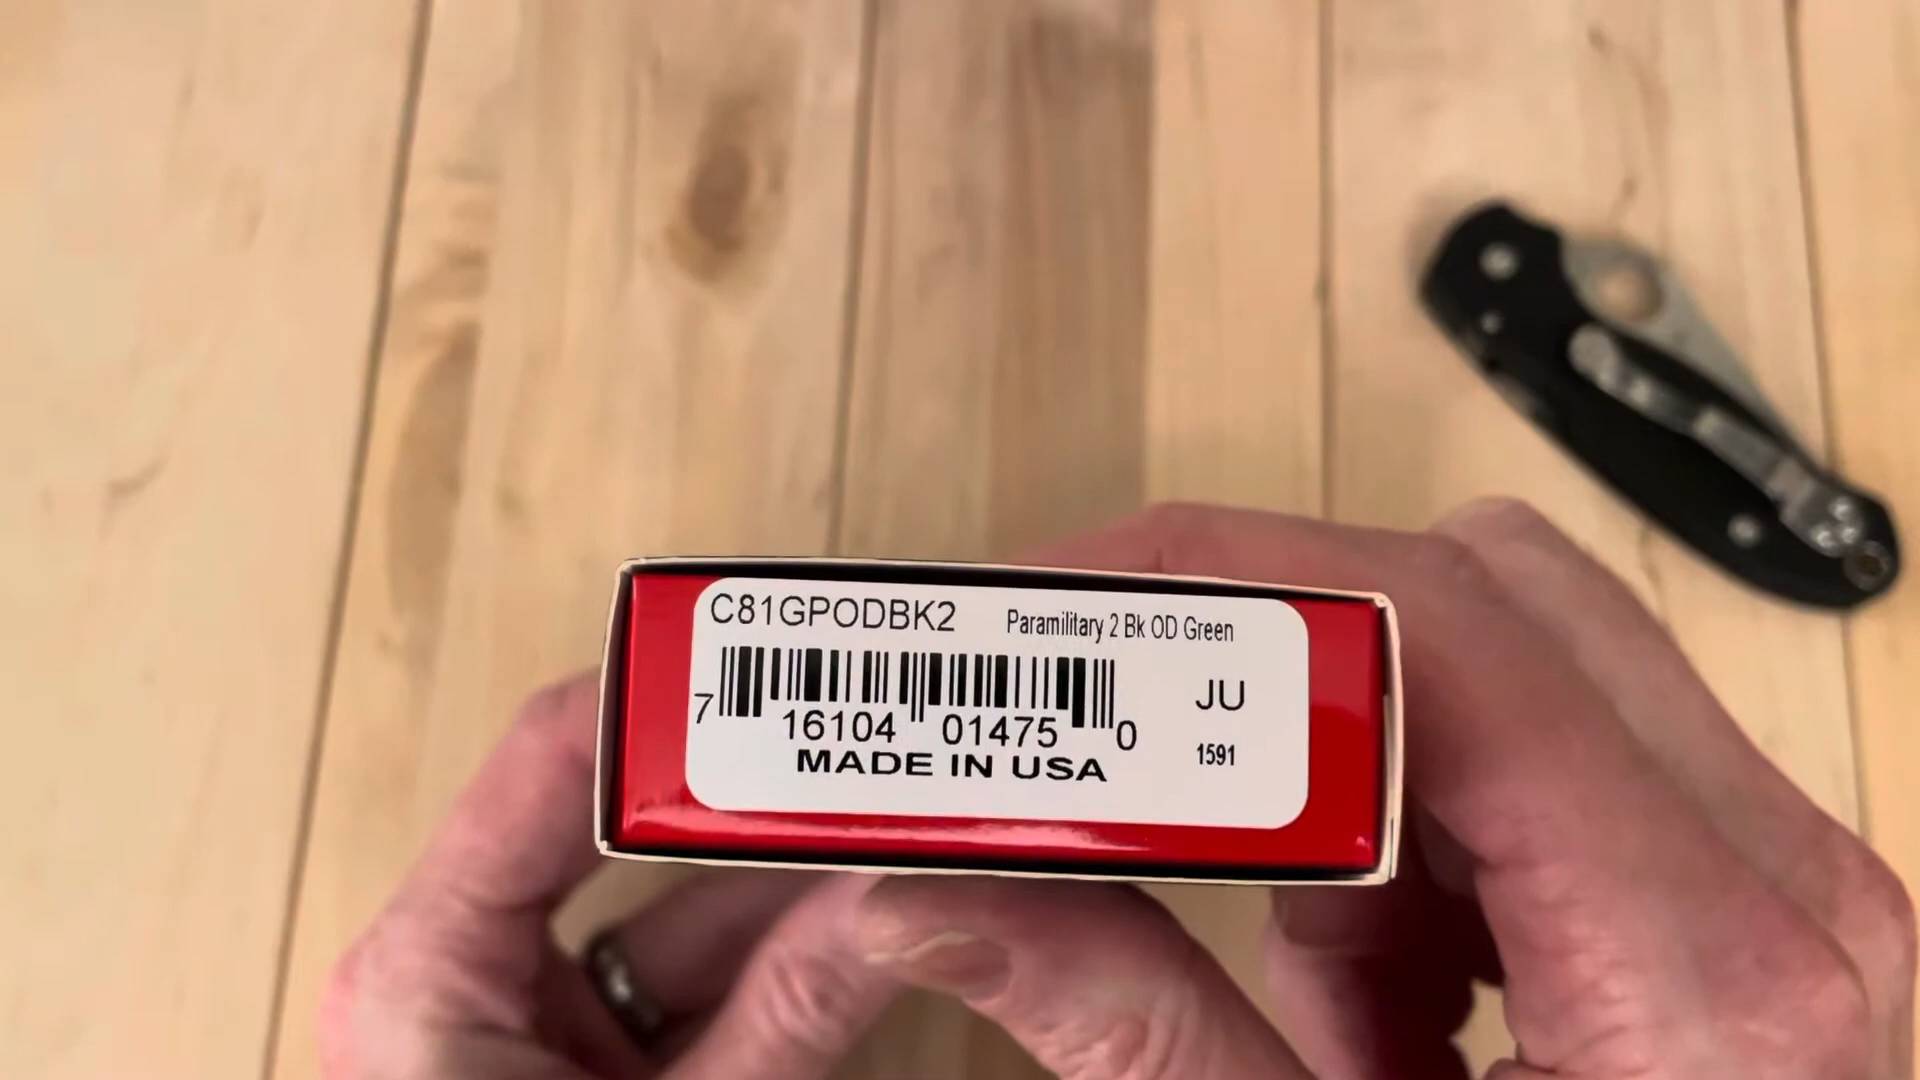 C81GPODBK2 Paramilitary 2 Bk OD Green
7 16104 01475 0
JU
MADE IN USA
1591